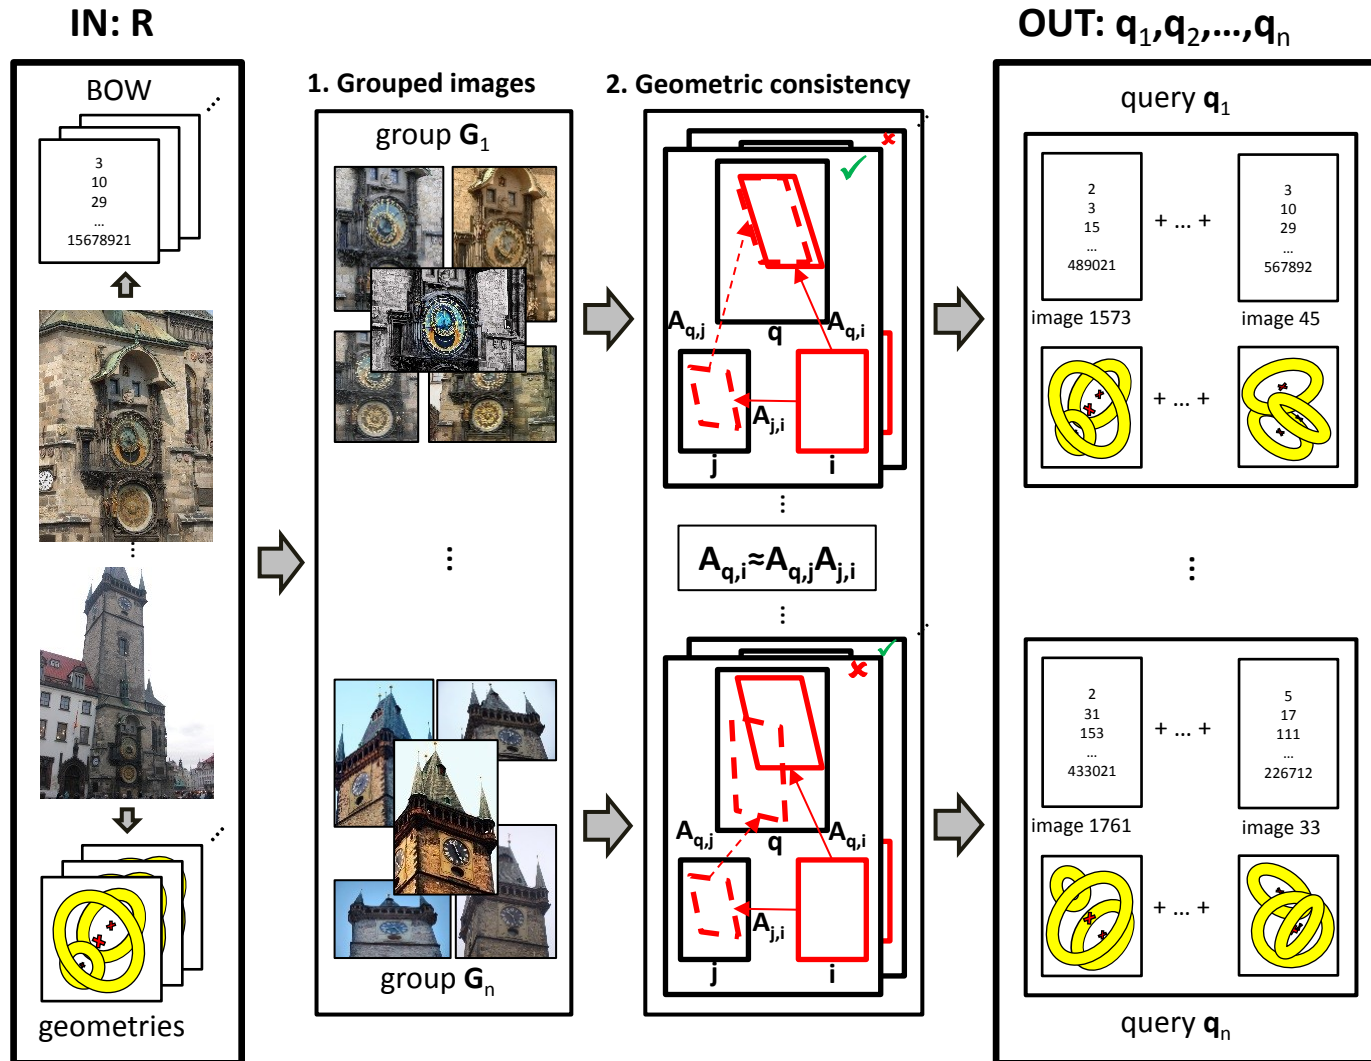 IN: R
BOW
...
3
10
29
...
15678921
...
...
geometries
1. Grouped images
group G1
...
group Gn
2. Geometric consistency
...
Aq,j
q
Aq,i
Aj,i
j
i
...
Aq,i≈Aq,jAj,i
...
...
Aq,j
q
Aq,i
Aj,i
j
i
OUT: q1,q2,...,qn
query q1
2
3
15
...
489021
+ ... +
3
10
29
...
567892
image 1573
image 45
+ ... +
...
2
31
153
...
433021
+ ... +
5
17
111
...
226712
image 1761
image 33
+ ... +
query qn